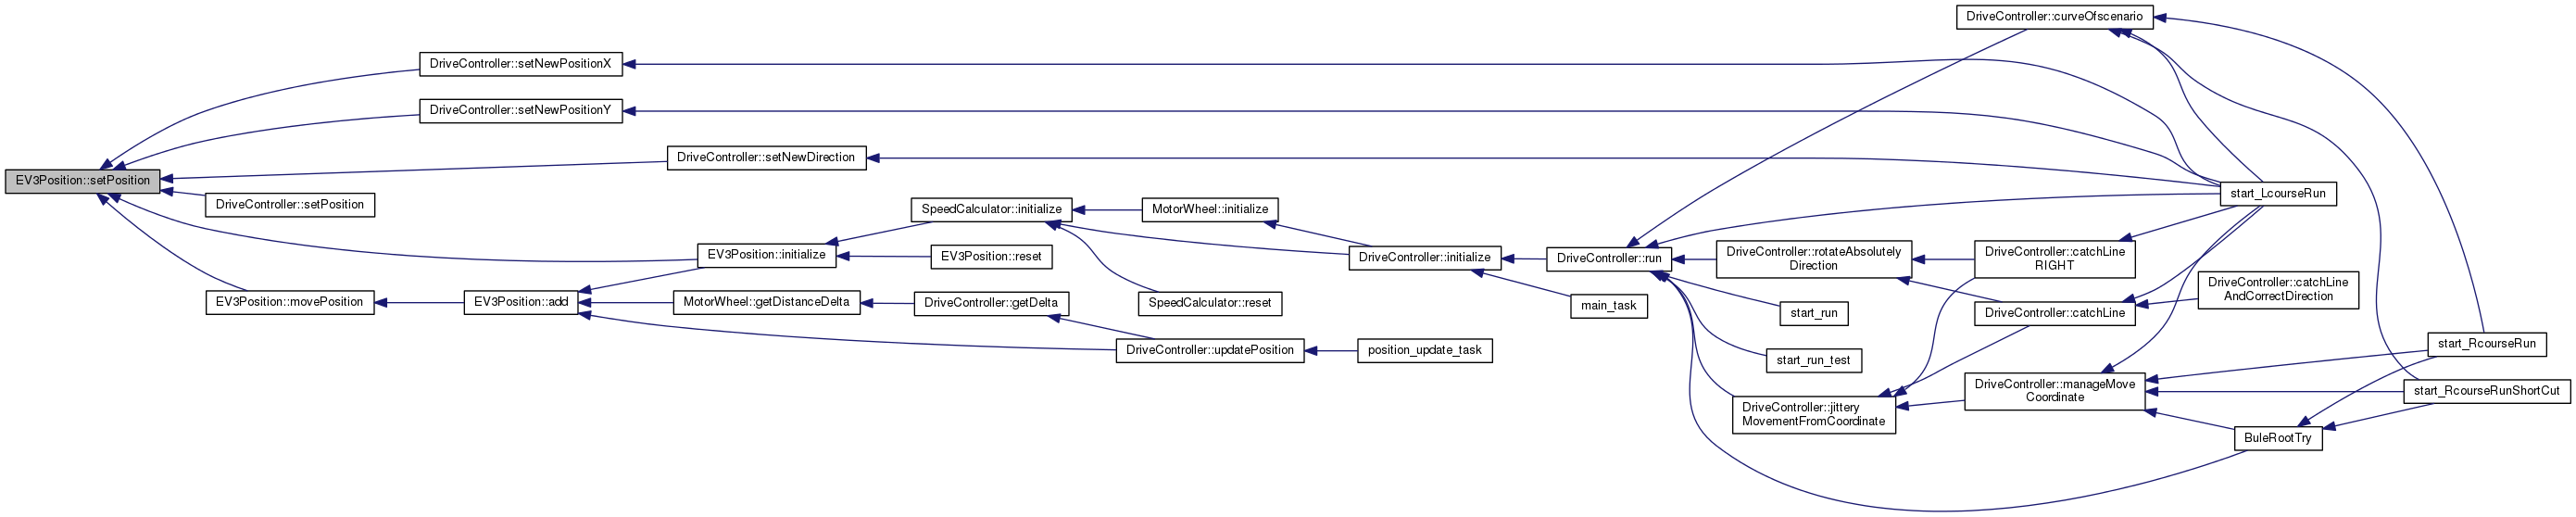 DriveController::curveOfscenario
DriveController::setNewPositionX
DriveController::setNewPositionY
DriveController::setNewDirection
EV3Position::setPosition
DriveController::setPosition
SpeedCalculator::initialize
MotorWheel::initialize
start_LcourseRun
EV3Position::initialize
EV3Position::reset
DriveController::initialize
DriveController::run
DriveController::rotateAbsolutely
Direction
DriveController::catchLine
RIGHT
DriveController::catchLine
AndCorrectDirection
EV3Position::movePosition
EV3Position::add
MotorWheel::getDistanceDelta
DriveController::getDelta
SpeedCalculator::reset
main_task
start_run
DriveController::catchLine
DriveController::updatePosition
position_update_task
start_run_test
start_RcourseRun
DriveController::manageMove
Coordinate
start_RcourseRunShortCut
DriveController::jittery
MovementFromCoordinate
BuleRootTry